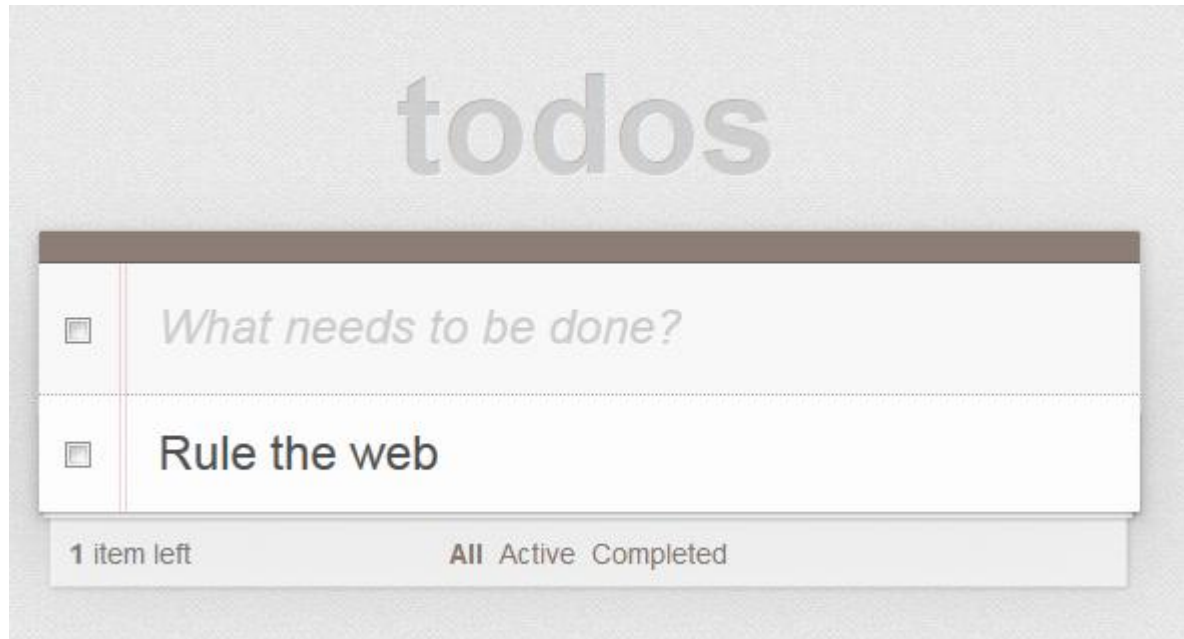 todos
What needs to be done?
Rule the web
1 item left All Active Completed